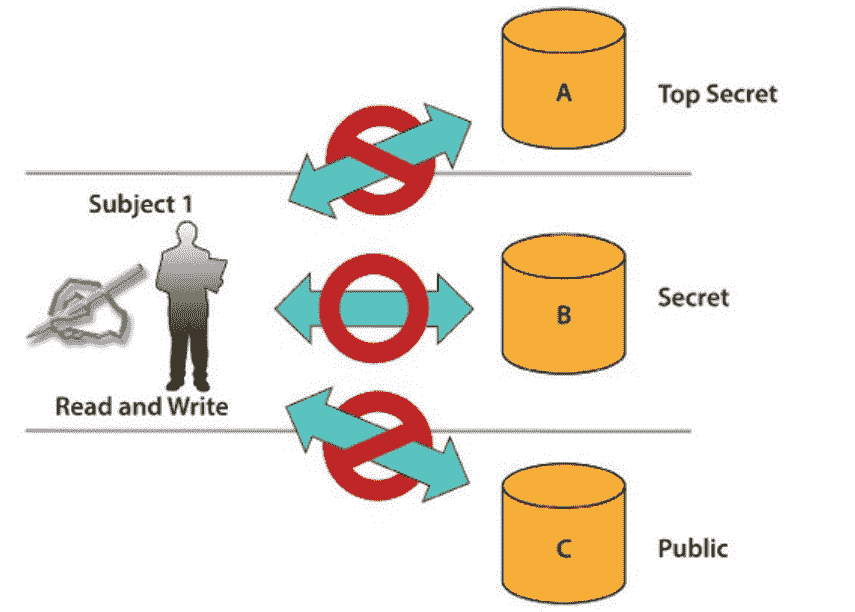 A
Top Secret
Subject 1
B
Secret
Read and Write
C
Public